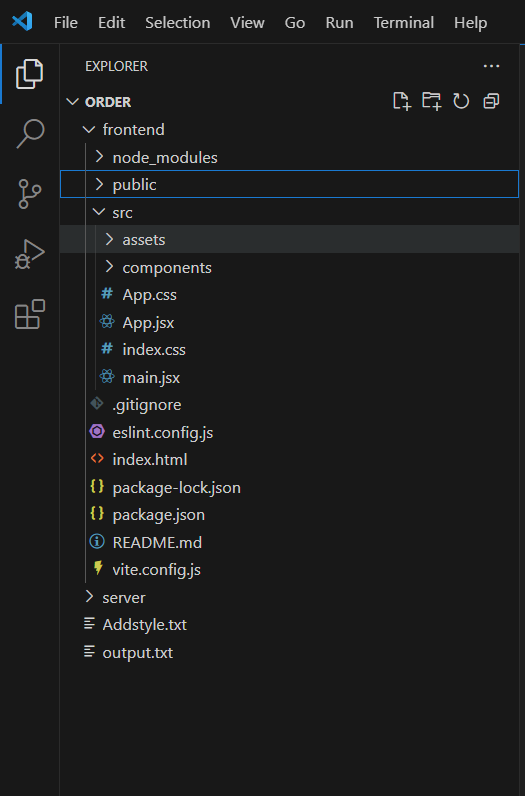 File Edit Selection View Go Run Terminal Help
EXPLORER
ORDER
frontend
node_modules
public
src
assets
components
App.css
App.jsx
index.css
main.jsx
.gitignore
eslint.config.js
index.html
package-lock.json
package.json
README.md
vite.config.js
server
Addstyle.txt
output.txt